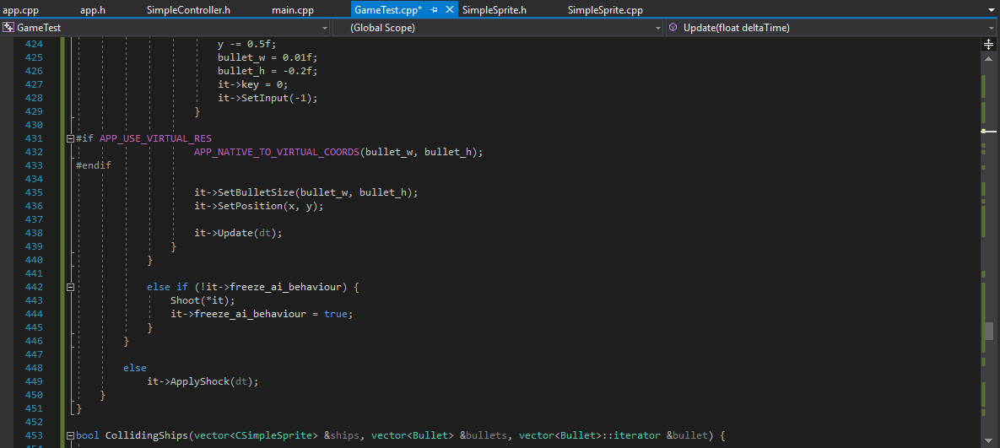 app.cpp app.h SimpleController.h main.cpp GameTest.cpp* SimpleSprite.h SimpleSprite.cpp
GameTest (Global Scope) Update(float deltaTime)
424 y -= 0.5f;
425 bullet_w = 0.01f;
426 bullet_h = -0.2f;
427 it->key = 0;
428 it->SetInput(-1);
429 }
430
431 #if APP_USE_VIRTUAL_RES
432 APP_NATIVE_TO_VIRTUAL_COORDS(bullet_w, bullet_h);
433 #endif
434
435 it->SetBulletSize(bullet_w, bullet_h);
436 it->SetPosition(x, y);
437
438 it->Update(dt);
439 }
440 }
441
442 else if (!it->freeze_ai_behaviour) {
443 Shoot(*it);
444 it->freeze_ai_behaviour = true;
445 }
446 }
447
448 else
449 it->ApplyShock(dt);
450 }
451 }
452
453 bool CollidingShips(vector<CSimpleSprite> &ships, vector<Bullet> &bullets, vector<Bullet>::iterator &bullet) {